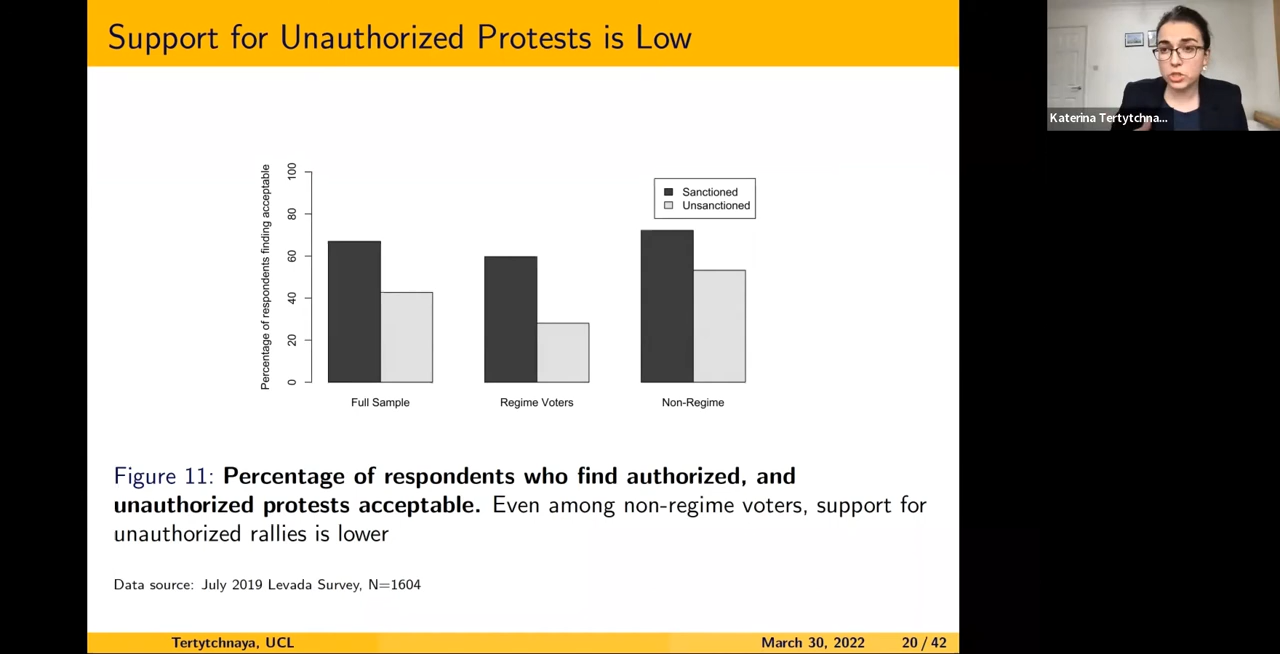 Support for Unauthorized Protests is Low
Katerina Tertytchna...
Percentage of respondents finding acceptable
100
80
60
40
20
0
Sanctioned
Unsanctioned
Full Sample
Regime Voters
Non-Regime
Figure 11: Percentage of respondents who find authorized, and
unauthorized protests acceptable. Even among non-regime voters, support for
unauthorized rallies is lower
Data source: July 2019 Levada Survey, N=1604
Tertytchnaya, UCL
March 30, 2022
20 / 42